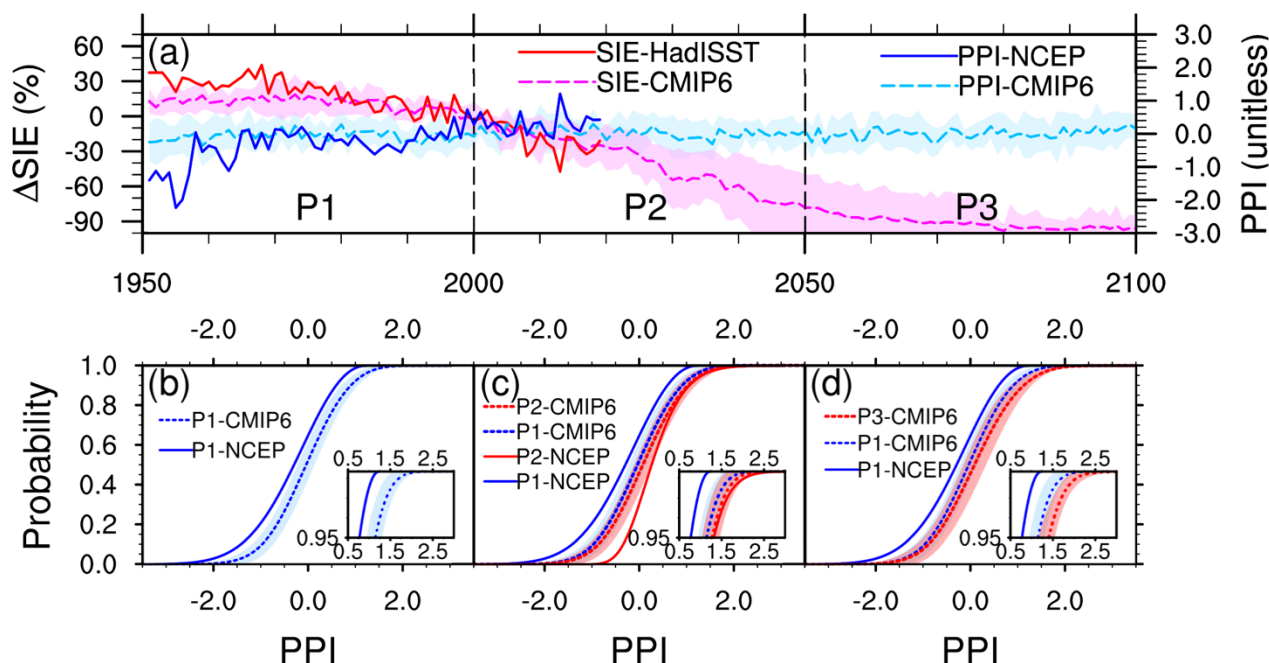 (a)
SIE-HadISST
SIE-CMIP6
PPI-NCEP
PPI-CMIP6
ΔSIE (%)
60
30
0
-30
-60
-90
3.0
2.0
1.0
0.0
-1.0
-2.0
-3.0
PPI (unitless)
P1
P2
P3
1950
2000
2050
2100
-2.0 0.0 2.0
-2.0 0.0 2.0
-2.0 0.0 2.0
Probability
1.0
0.8
0.6
0.4
0.2
0.0
(b)
P1-CMIP6
P1-NCEP
0.5 1.5 2.5
0.95
0.5 1.5 2.5
(c)
P2-CMIP6
P1-CMIP6
P2-NCEP
P1-NCEP
0.5 1.5 2.5
0.95
0.5 1.5 2.5
(d)
P3-CMIP6
P1-CMIP6
P1-NCEP
0.5 1.5 2.5
0.95
0.5 1.5 2.5
-2.0 0.0 2.0
-2.0 0.0 2.0
-2.0 0.0 2.0
PPI
PPI
PPI